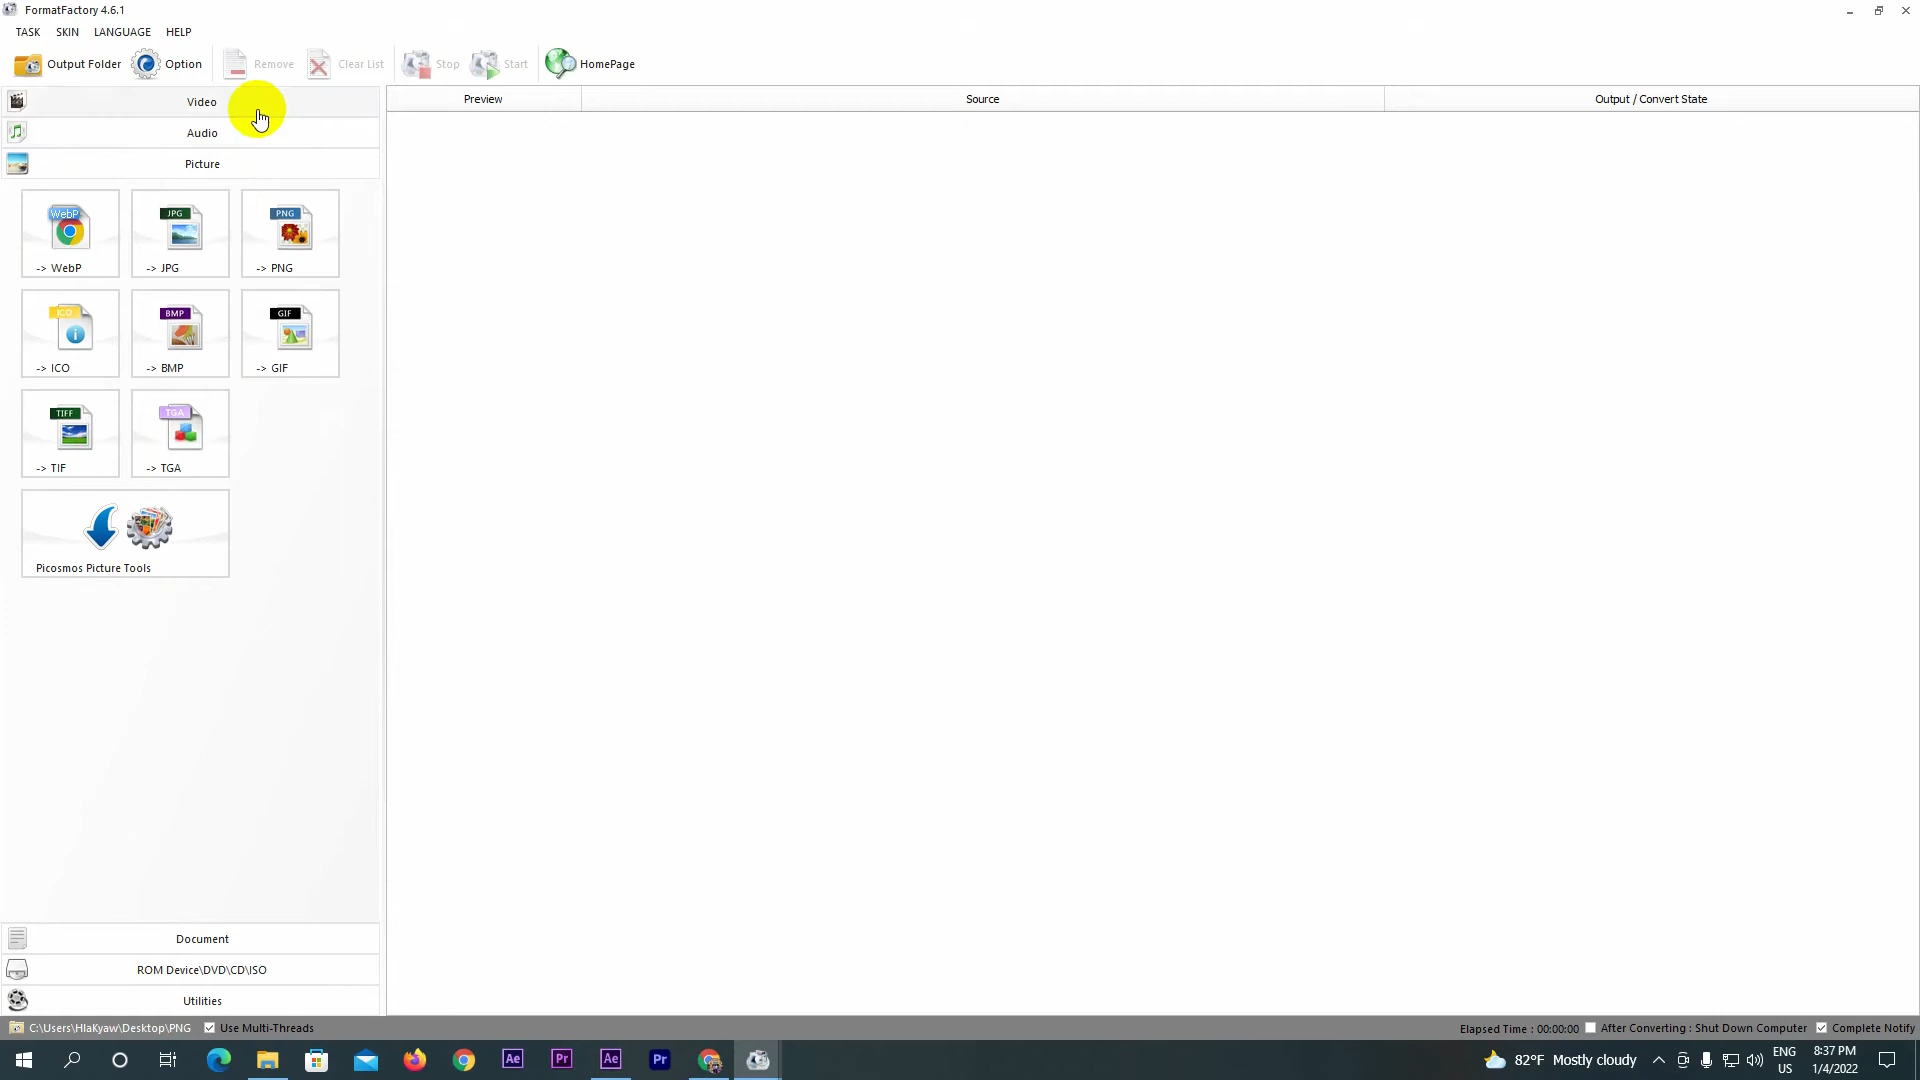 FormatFactory 4.6.1
TASK SKIN LANGUAGE HELP
Output Folder Option Remove Clear List Stop Start HomePage
Video
Audio
Picture
Preview Source Output / Convert State
WebP JPG PNG
-> WebP -> JPG -> PNG
ICO BMP GIF
-> ICO -> BMP -> GIF
TIFF TGA
-> TIF -> TGA
Picosmos Picture Tools
Document
ROM Device\DVD\CD\ISO
Utilities
C:\Users\HlaKyaw\Desktop\PNG Use Multi-Threads Elapsed Time : 00:00:00 After Converting : Shut Down Computer Complete Notify
Ae Pr Ae Pr 82°F Mostly cloudy ENG 8:37 PM
US 1/4/2022